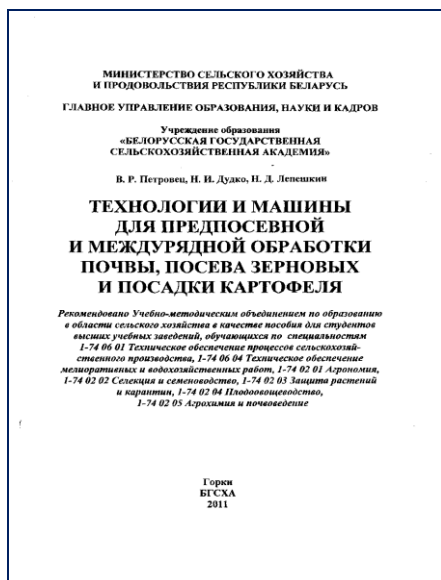 МИНИСТЕРСТВО СЕЛЬСКОГО ХОЗЯЙСТВА
И ПРОДОВОЛЬСТВИЯ РЕСПУБЛИКИ БЕЛАРУСЬ
ГЛАВНОЕ УПРАВЛЕНИЕ ОБРАЗОВАНИЯ, НАУКИ И КАДРОВ
Учреждение образования
«БЕЛОРУССКАЯ ГОСУДАРСТВЕННАЯ
СЕЛЬСКОХОЗЯЙСТВЕННАЯ АКАДЕМИЯ»
В. Р. Петровец, Н. И. Дудко, Н. Д. Лепешкин
ТЕХНОЛОГИИ И МАШИНЫ
ДЛЯ ПРЕДПОСЕВНОЙ
И МЕЖДУРЯДНОЙ ОБРАБОТКИ
ПОЧВЫ, ПОСЕВА ЗЕРНОВЫХ
И ПОСАДКИ КАРТОФЕЛЯ
Рекомендовано Учебно-методическим объединением по образованию
в области сельского хозяйства в качестве пособия для студентов
высших учебных заведений, обучающихся по специальностям
1-74 06 01 Техническое обеспечение процессов сельскохозяй-
ственного производства, 1-74 06 04 Техническое обеспечение
мелиоративных и водохозяйственных работ, 1-74 02 01 Агрономия,
1-74 02 02 Селекция и семеноводство, 1-74 02 03 Защита растений
и карантин, 1-74 02 04 Плодоовощеводство,
1-74 02 05 Агрохимия и почвоведение
Горки
БГСХА
2011